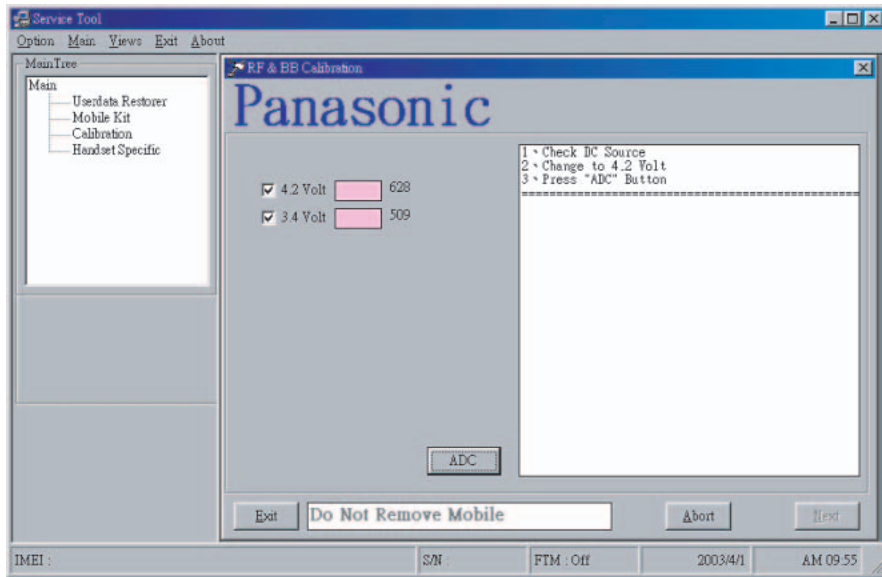 Service Tool
Option Main Views Exit About
MainTree
Main
Userdata Restorer
Mobile Kit
Calibration
Handset Specific
RF & BB Calibration
Panasonic
4.2 Volt 628
3.4 Volt 509
1、Check DC Source
2、Change to 4.2 Volt
3、Press "ADC" Button
==================================================
ADC
Exit Do Not Remove Mobile Abort Next
IMEI : S/N : FTM : Off 2003/4/1 AM 09:55